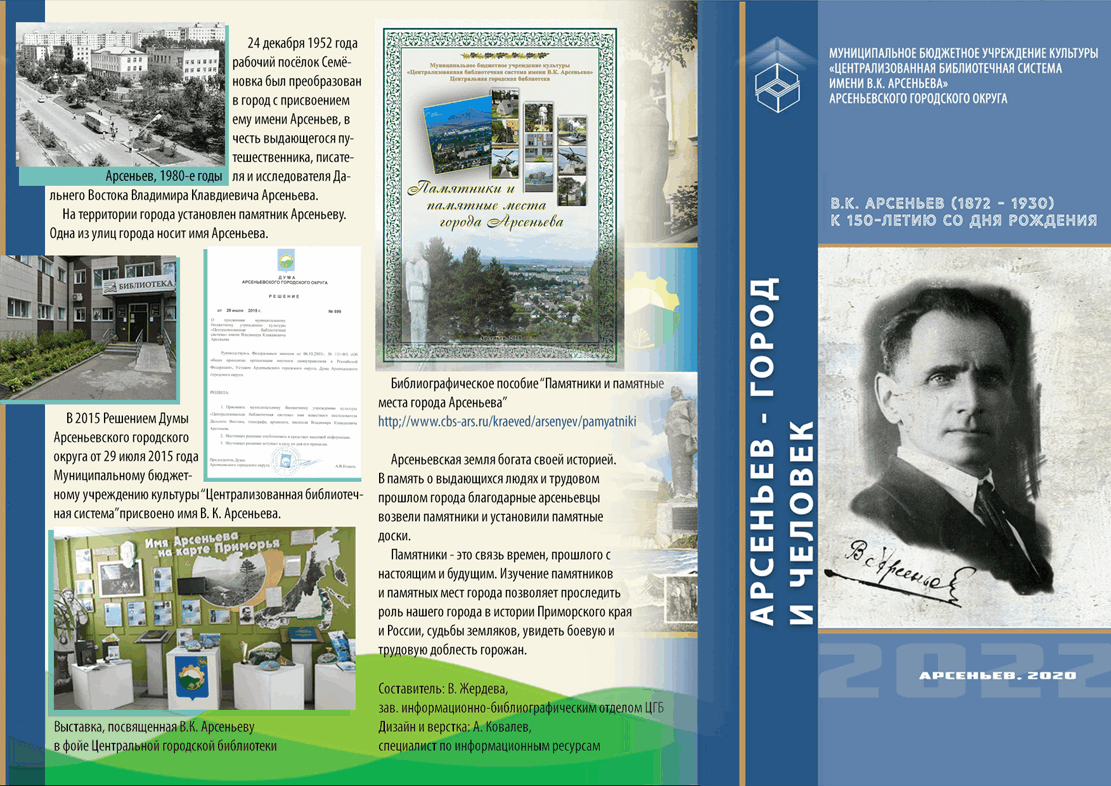 24 декабря 1952 года
рабочий посёлок Семё-
новка был преобразован
в город с присвоением
ему имени Арсеньев, в
честь выдающегося пу-
тешественника, писате-
Арсеньев, 1980-е годы
ля и исследователя Да-
льнего Востока Владимира Клавдиевича Арсеньева.
На территории города установлен памятник Арсеньеву.
Одна из улиц города носит имя Арсеньева.
БИБЛИОТЕКА
ДУМА
АРСЕНЬЕВСКОГО ГОРОДСКОГО ОКРУГА
РЕШЕНИЕ
от 29 июля 2015 г.
В 2015 Решением Думы
Арсеньевского городского
округа от 29 июля 2015 года
Муниципальному бюджет-
ному учреждению культуры “Централизованная библиотеч-
ная система” присвоено имя В. К. Арсеньева.
Имя Арсеньева
на карте Приморья
Выставка, посвященная В.К. Арсеньеву
в фойе Центральной городской библиотеки
Муниципальное бюджетное учреждение культуры
«Централизованная библиотечная система имени В.К. Арсеньева»
Центральная городская библиотека
Памятники и
памятные места
города Арсеньева
Библиографическое пособие “Памятники и памятные
места города Арсеньева”
http://www.cbs-ars.ru/kraeved/arsenyev/pamyatniki
Арсеньевская земля богата своей историей.
В память о выдающихся людях и трудовом
прошлом города благодарные арсеньевцы
возвели памятники и установили памятные
доски.
Памятники - это связь времен, прошлого с
настоящим и будущим. Изучение памятников
и памятных мест города позволяет проследить
роль нашего города в истории Приморского края
и России, судьбы земляков, увидеть боевую и
трудовую доблесть горожан.
Составитель: В. Жердева,
зав. информационно-библиографическим отделом ЦГБ
Дизайн и верстка: А. Ковалев,
специалист по информационным ресурсам
АРСЕНЬЕВ - ГОРОД
И ЧЕЛОВЕК
МУНИЦИПАЛЬНОЕ БЮДЖЕТНОЕ УЧРЕЖДЕНИЕ КУЛЬТУРЫ
«ЦЕНТРАЛИЗОВАННАЯ БИБЛИОТЕЧНАЯ СИСТЕМА
ИМЕНИ В.К. АРСЕНЬЕВА»
АРСЕНЬЕВСКОГО ГОРОДСКОГО ОКРУГА
В.К. АРСЕНЬЕВ (1872 - 1930)
К 150-ЛЕТИЮ СО ДНЯ РОЖДЕНИЯ
2022
АРСЕНЬЕВ, 2020